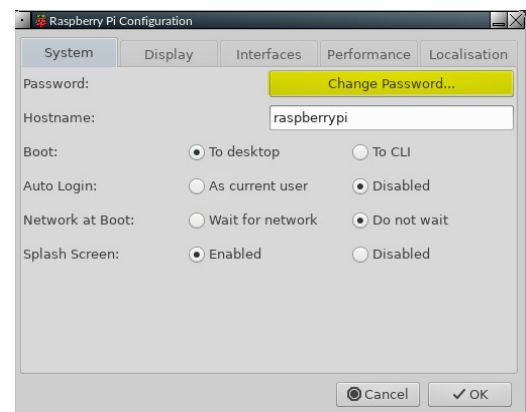 Raspberry Pi Configuration
System Display Interfaces Performance Localisation
Password: Change Password...
Hostname: raspberrypi
Boot: To desktop To CLI
Auto Login: As current user Disabled
Network at Boot: Wait for network Do not wait
Splash Screen: Enabled Disabled
Cancel OK